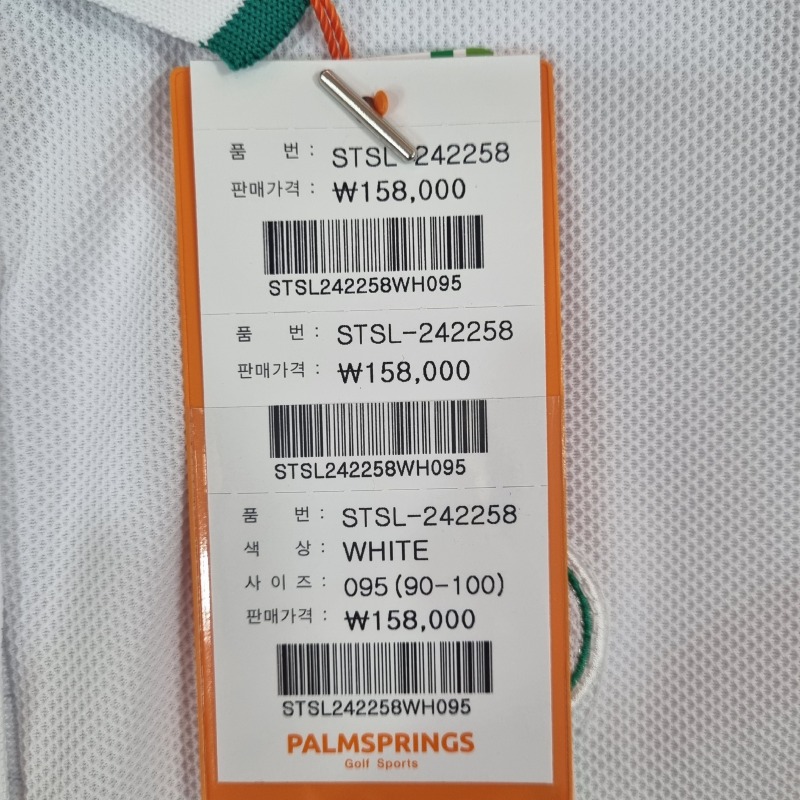 품 번 : STSL-242258
판매가격 : ₩158,000
STSL242258WH095
품 번 : STSL-242258
판매가격 : ₩158,000
STSL242258WH095
품 번 : STSL-242258
색 상 : WHITE
사 이 즈 : 095(90-100)
판매가격 : ₩158,000
STSL242258WH095
PALMSPRINGS
Golf Sports